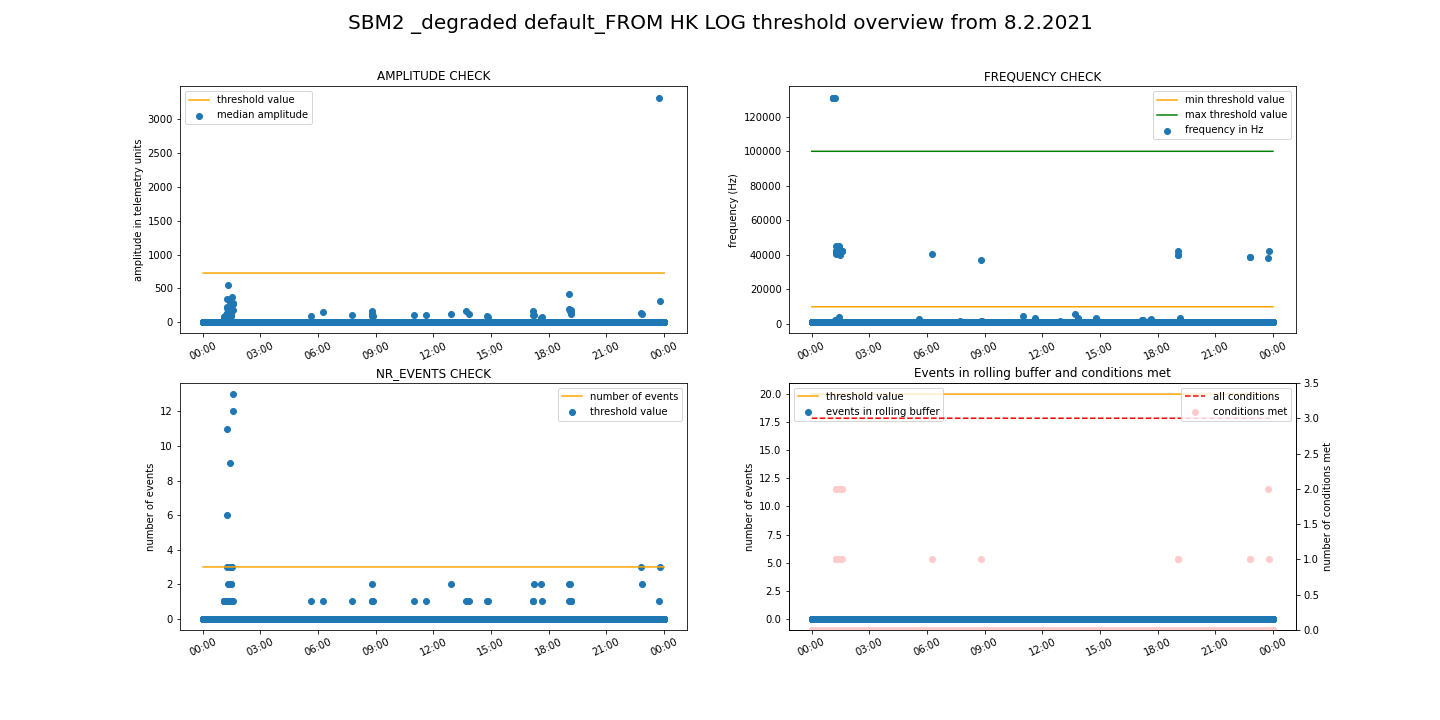 SBM2 _degraded default_FROM HK LOG threshold overview from 8.2.2021
AMPLITUDE CHECK
threshold value
median amplitude
amplitude in telemetry units
3000
2500
2000
1500
1000
500
0
00:00 03:00 06:00 09:00 12:00 15:00 18:00 21:00 00:00
FREQUENCY CHECK
min threshold value
max threshold value
frequency in Hz
frequency (Hz)
120000
100000
80000
60000
40000
20000
0
00:00 03:00 06:00 09:00 12:00 15:00 18:00 21:00 00:00
NR_EVENTS CHECK
number of events
threshold value
number of events
12
10
8
6
4
2
0
00:00 03:00 06:00 09:00 12:00 15:00 18:00 21:00 00:00
Events in rolling buffer and conditions met
threshold value
events in rolling buffer
all conditions
conditions met
number of events
20.0
17.5
15.0
12.5
10.0
7.5
5.0
2.5
0.0
3.5
3.0
2.5
2.0
1.5
1.0
0.5
0.0
number of conditions met
00:00 03:00 06:00 09:00 12:00 15:00 18:00 21:00 00:00